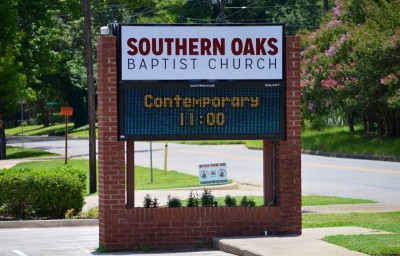 SOUTHERN OAKS
BAPTIST CHURCH
Contemporary
11:00